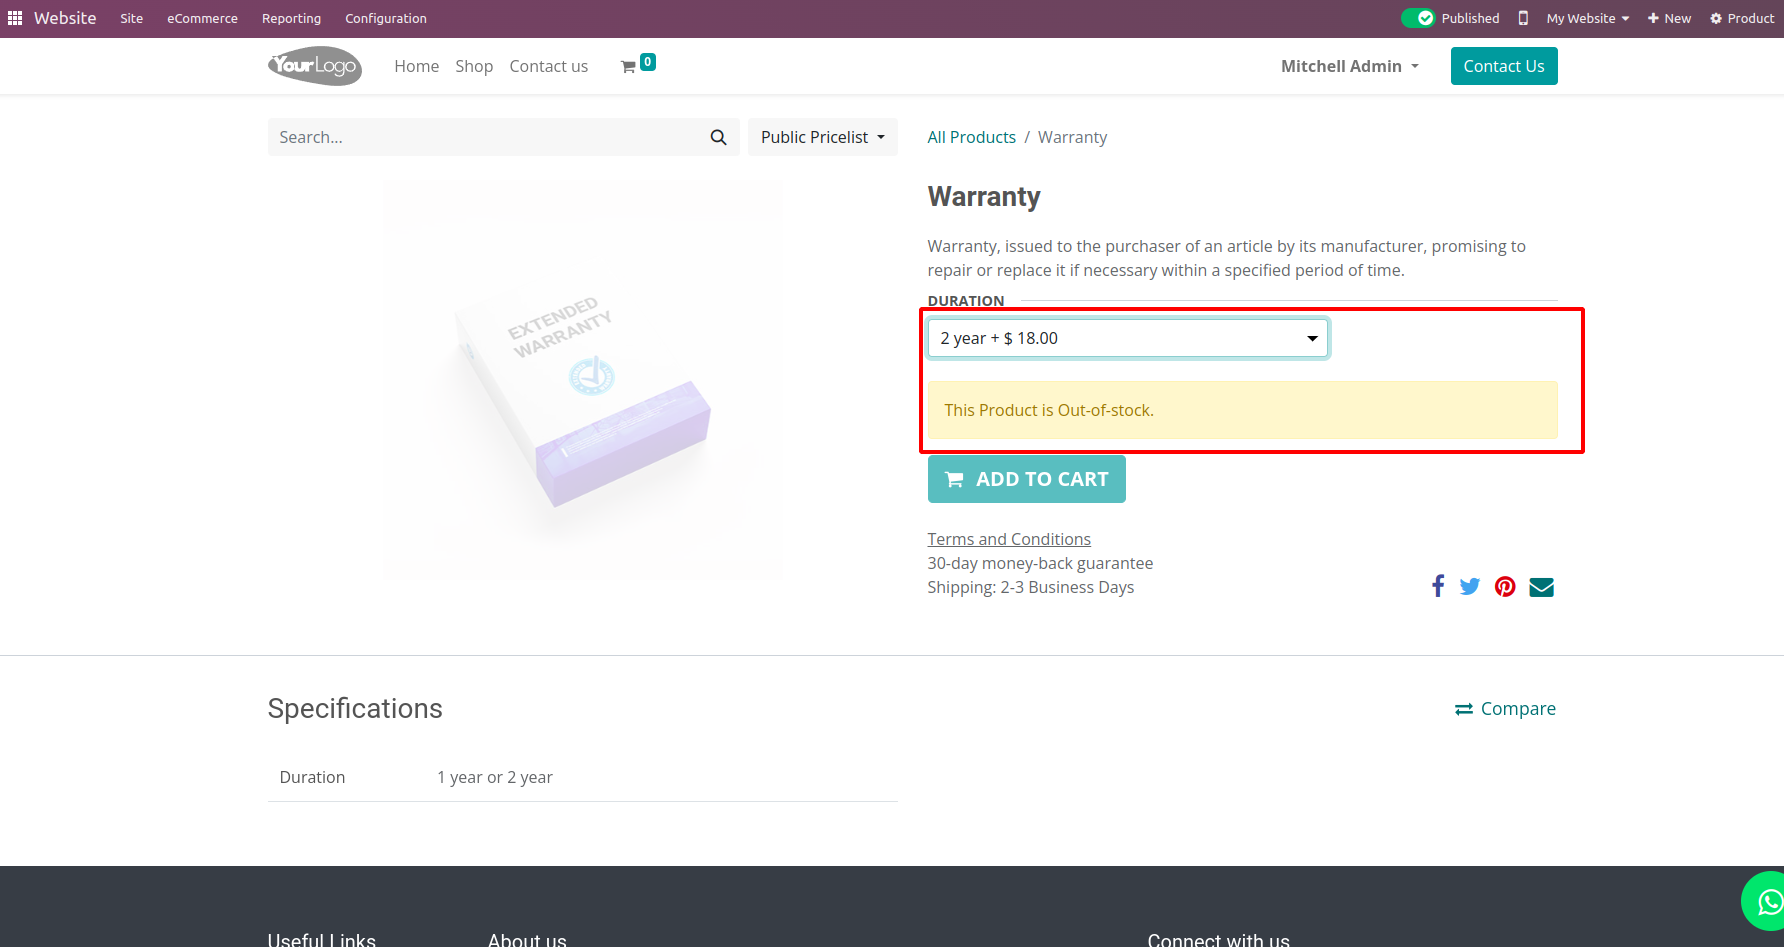 Website Site eCommerce Reporting Configuration Published My Website New Product
YourLogo Home Shop Contact us 0 Mitchell Admin Contact Us
Search... Public Pricelist All Products / Warranty
Warranty
Warranty, issued to the purchaser of an article by its manufacturer, promising to
repair or replace it if necessary within a specified period of time.
DURATION
2 year + $ 18.00
This Product is Out-of-stock.
ADD TO CART
EXTENDED
WARRANTY
Terms and Conditions
30-day money-back guarantee
Shipping: 2-3 Business Days
Specifications Compare
Duration 1 year or 2 year
Useful Links About us Connect with us